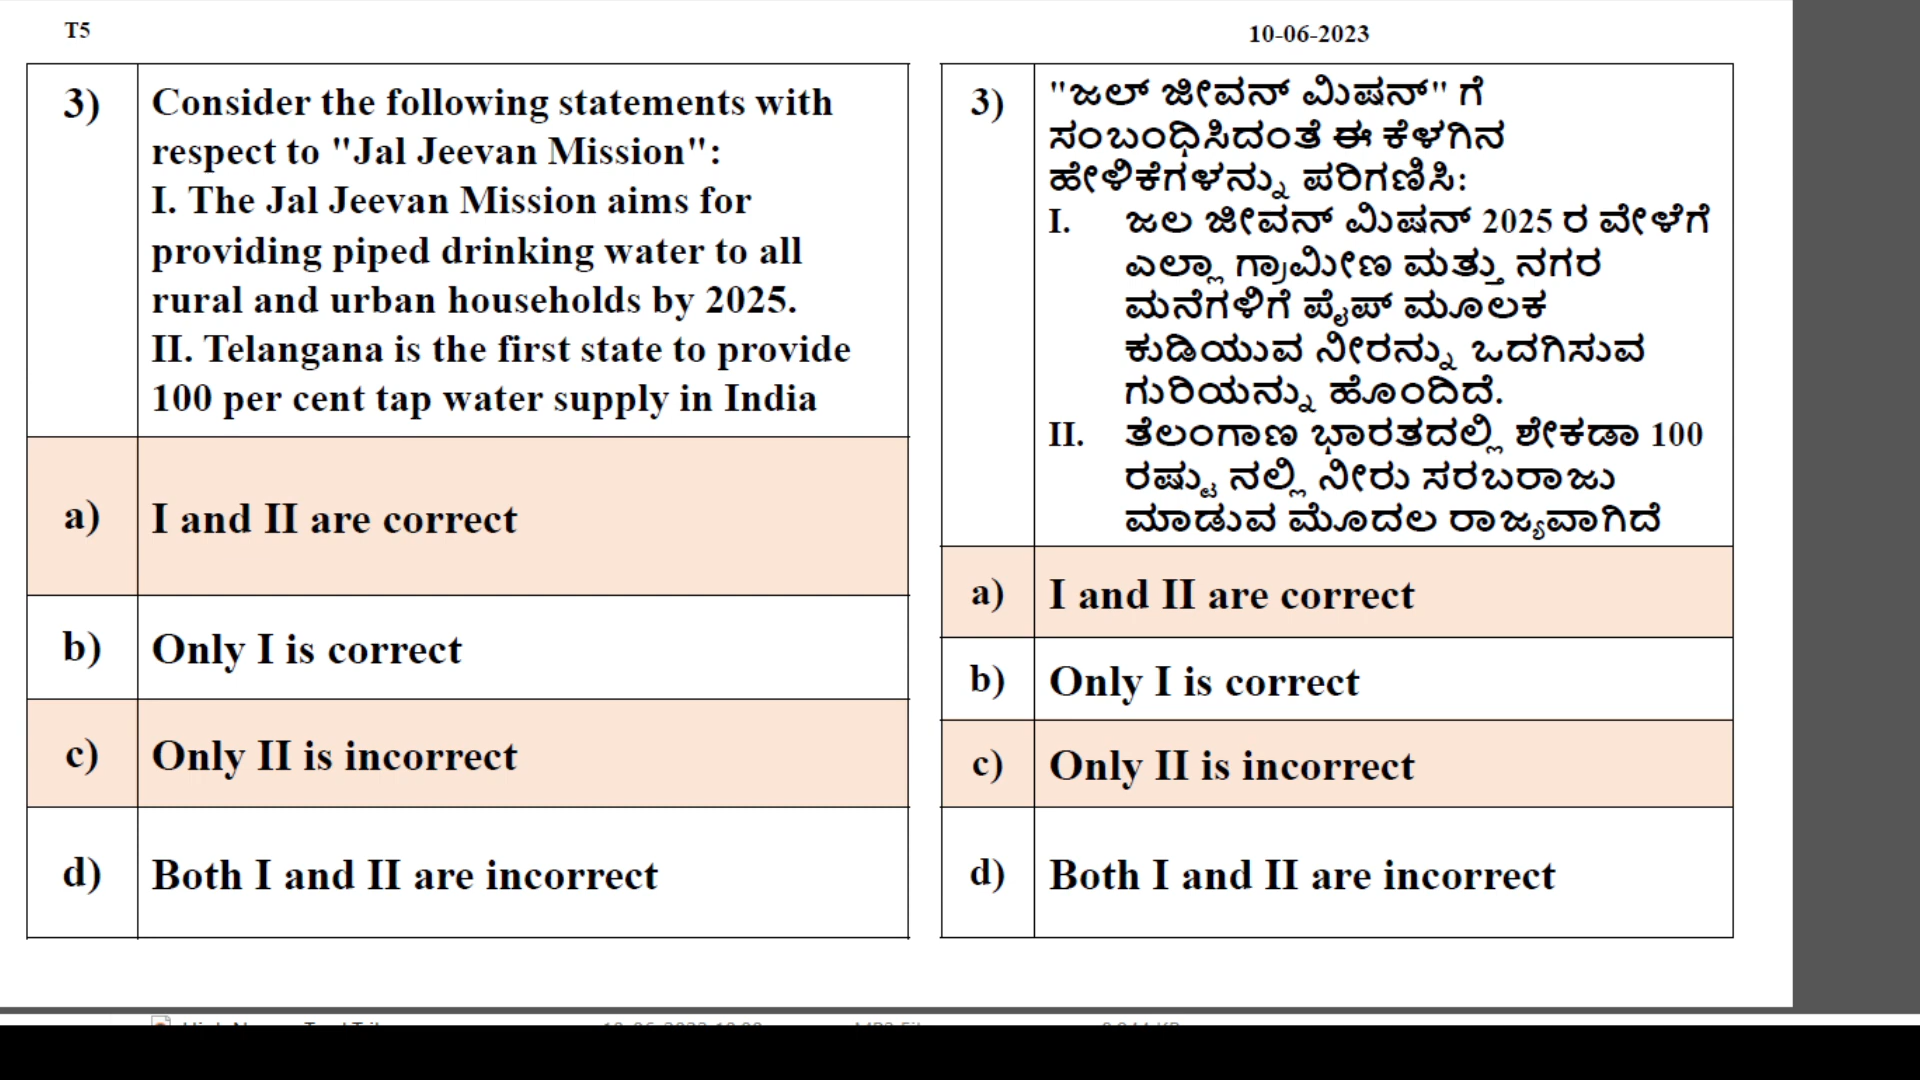 T5
10-06-2023
3)
Consider the following statements with
respect to "Jal Jeevan Mission":
I. The Jal Jeevan Mission aims for
providing piped drinking water to all
rural and urban households by 2025.
II. Telangana is the first state to provide
100 per cent tap water supply in India
a) I and II are correct
b) Only I is correct
c) Only II is incorrect
d) Both I and II are incorrect
3)
"ಜಲ್ ಜೀವನ್ ಮಿಷನ್" ಗೆ
ಸಂಬಂಧಿಸಿದಂತೆ ಈ ಕೆಳಗಿನ
ಹೇಳಿಕೆಗಳನ್ನು ಪರಿಗಣಿಸಿ:
I. ಜಲ ಜೀವನ್ ಮಿಷನ್ 2025 ರ ವೇಳೆಗೆ
ಎಲ್ಲಾ ಗ್ರಾಮೀಣ ಮತ್ತು ನಗರ
ಮನೆಗಳಿಗೆ ಪೈಪ್ ಮೂಲಕ
ಕುಡಿಯುವ ನೀರನ್ನು ಒದಗಿಸುವ
ಗುರಿಯನ್ನು ಹೊಂದಿದೆ.
II. ತೆಲಂಗಾಣ ಭಾರತದಲ್ಲಿ ಶೇಕಡಾ 100
ರಷ್ಟು ನಲ್ಲಿ ನೀರು ಸರಬರಾಜು
ಮಾಡುವ ಮೊದಲ ರಾಜ್ಯವಾಗಿದೆ
a) I and II are correct
b) Only I is correct
c) Only II is incorrect
d) Both I and II are incorrect